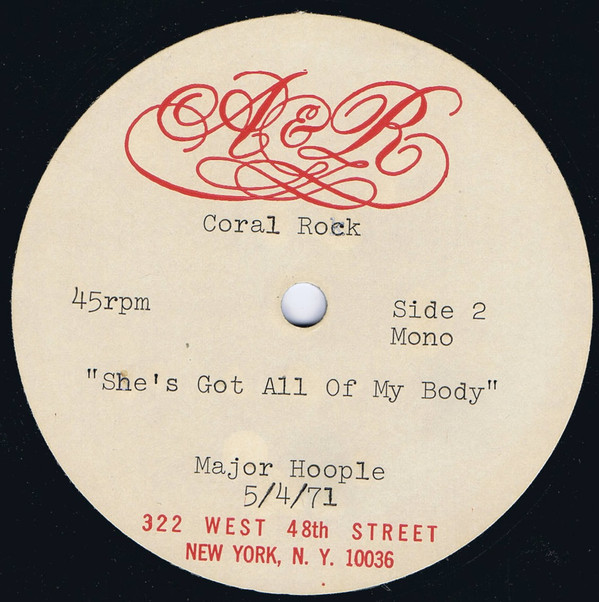 A&R
Coral Rock
45rpm
Side 2
Mono
"She's Got All Of My Body"
Major Hoople
5/4/71
322 WEST 48th STREET
NEW YORK, N. Y. 10036